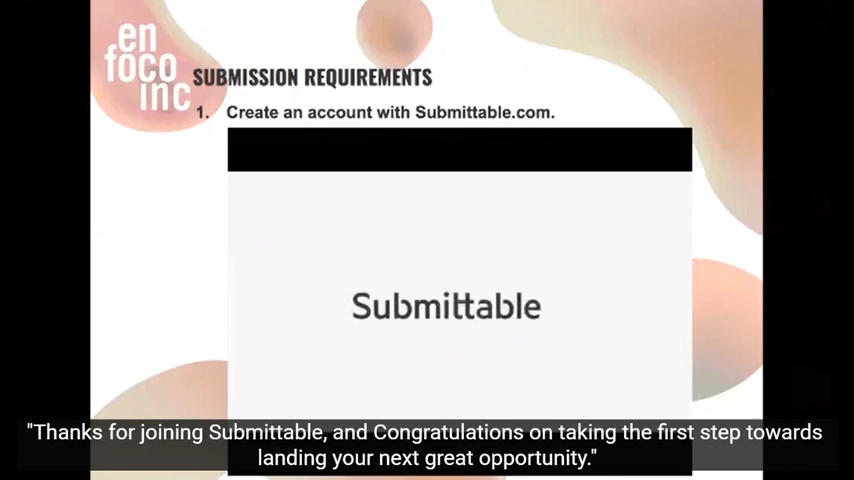 en
foco
inc
SUBMISSION REQUIREMENTS
1. Create an account with Submittable.com.
Submittable
"Thanks for joining Submittable, and Congratulations on taking the first step towards
landing your next great opportunity."